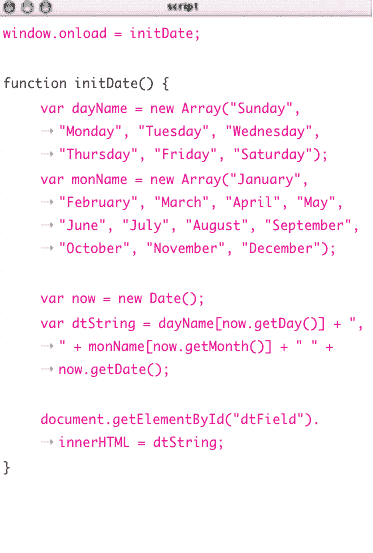 script
window.onload = initDate;
function initDate() {
var dayName = new Array("Sunday",
→ "Monday", "Tuesday", "Wednesday",
→ "Thursday", "Friday", "Saturday");
var monName = new Array("January",
→ "February", "March", "April", "May",
→ "June", "July", "August", "September",
→ "October", "November", "December");
var now = new Date();
var dtString = dayName[now.getDay()] + ",
→ " + monName[now.getMonth()] + " " +
→ now.getDate();
document.getElementById("dtField").
→ innerHTML = dtString;
}